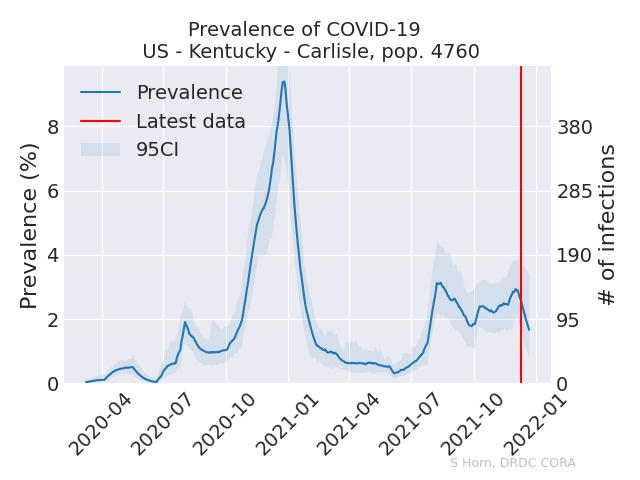 Prevalence of COVID-19
US - Kentucky - Carlisle, pop. 4760
Prevalence
Latest data
95CI
Prevalence (%)
8
6
4
2
0
380
285
190
95
0
# of infections
2020-04
2020-07
2020-10
2021-01
2021-04
2021-07
2021-10
2022-01
S Horn, DRDC CORA